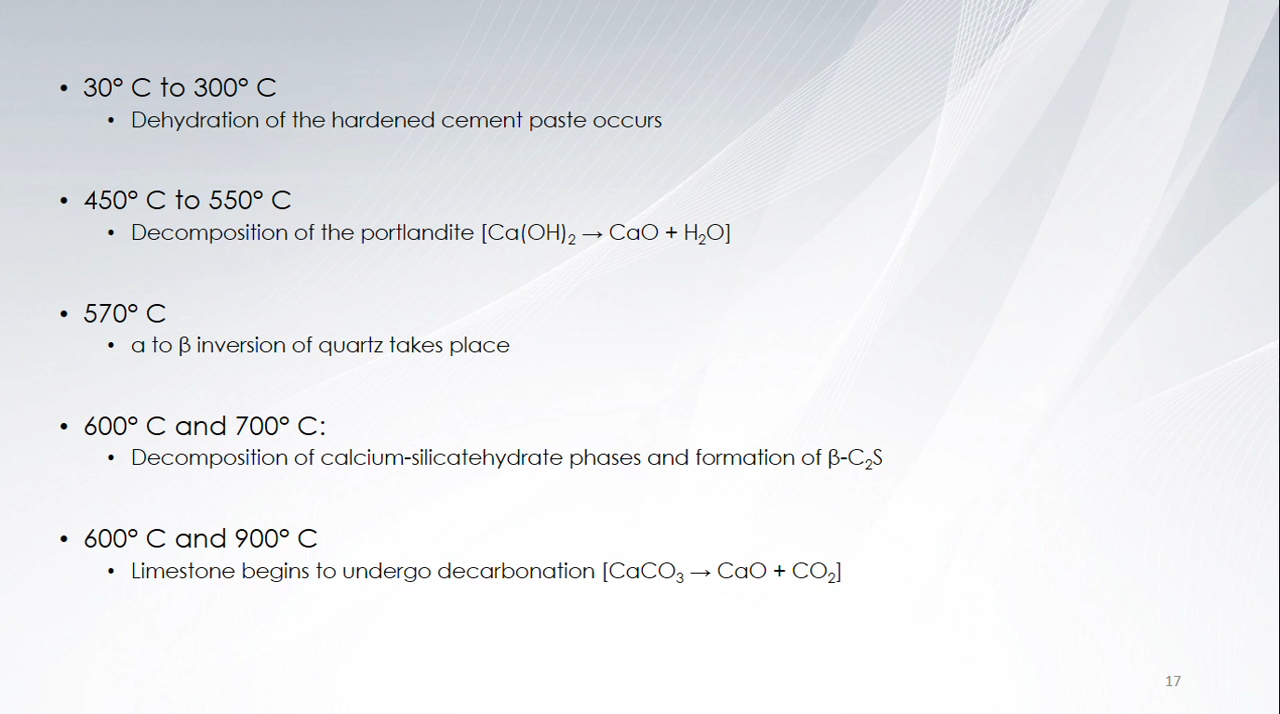 • 30° C to 300° C
• Dehydration of the hardened cement paste occurs
• 450° C to 550° C
• Decomposition of the portlandite [Ca(OH)₂ → CaO + H₂O]
• 570° C
• α to β inversion of quartz takes place
• 600° C and 700° C:
• Decomposition of calcium-silicatehydrate phases and formation of β-C₂S
• 600° C and 900° C
• Limestone begins to undergo decarbonation [CaCO₃ → CaO + CO₂]
17